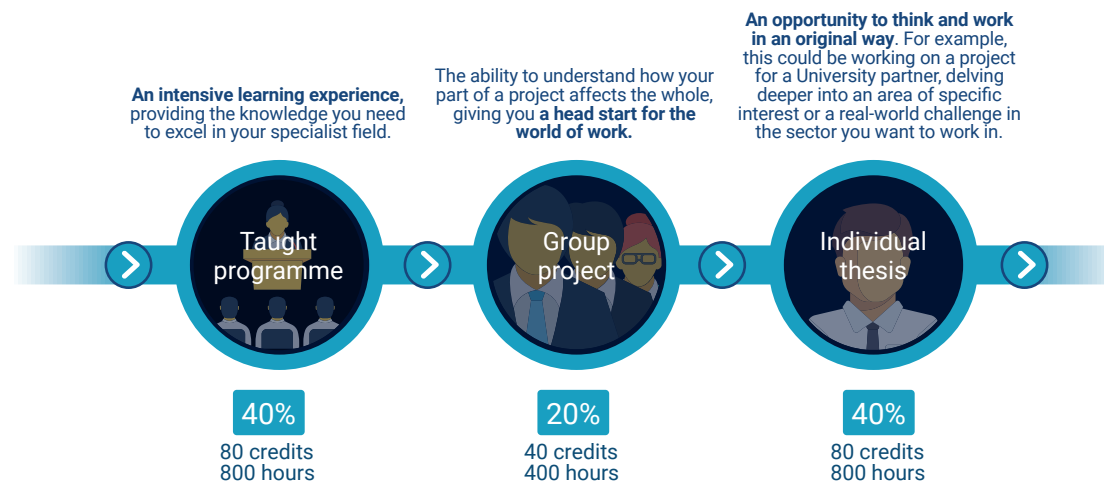 An intensive learning experience,
providing the knowledge you need
to excel in your specialist field.
Taught
programme
40%
80 credits
800 hours
The ability to understand how your
part of a project affects the whole,
giving you a head start for the
world of work.
Group
project
20%
40 credits
400 hours
An opportunity to think and work
in an original way. For example,
this could be working on a project
for a University partner, delving
deeper into an area of specific
interest or a real-world challenge in
the sector you want to work in.
Individual
thesis
40%
80 credits
800 hours